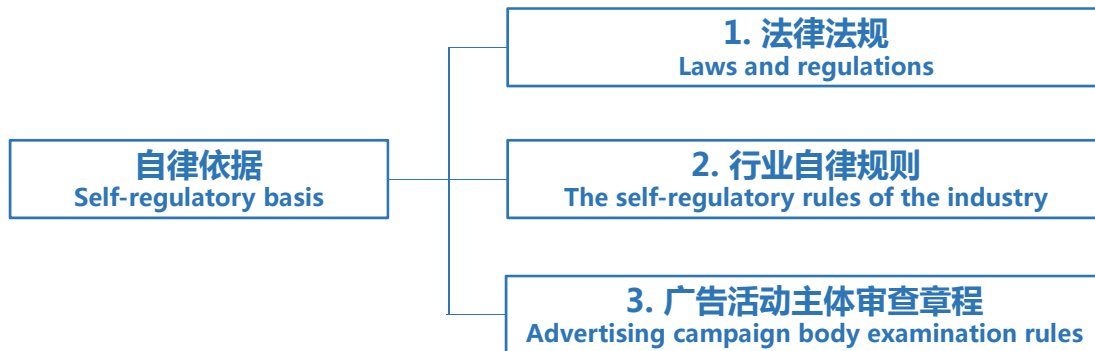 1. 法律法规
Laws and regulations
自律依据
Self-regulatory basis
2. 行业自律规则
The self-regulatory rules of the industry
3. 广告活动主体审查章程
Advertising campaign body examination rules